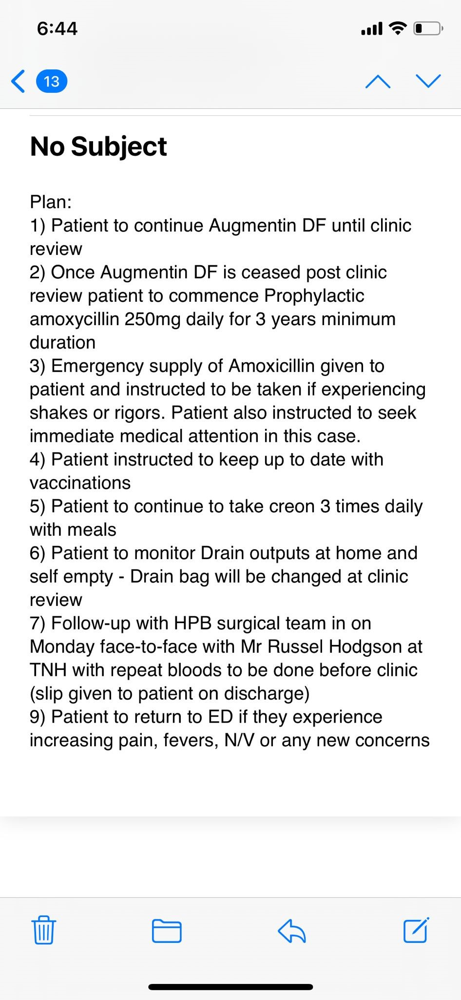 6:44
13
No Subject
Plan:
1) Patient to continue Augmentin DF until clinic
review
2) Once Augmentin DF is ceased post clinic
review patient to commence Prophylactic
amoxycillin 250mg daily for 3 years minimum
duration
3) Emergency supply of Amoxicillin given to
patient and instructed to be taken if experiencing
shakes or rigors. Patient also instructed to seek
immediate medical attention in this case.
4) Patient instructed to keep up to date with
vaccinations
5) Patient to continue to take creon 3 times daily
with meals
6) Patient to monitor Drain outputs at home and
self empty - Drain bag will be changed at clinic
review
7) Follow-up with HPB surgical team in on
Monday face-to-face with Mr Russel Hodgson at
TNH with repeat bloods to be done before clinic
(slip given to patient on discharge)
9) Patient to return to ED if they experience
increasing pain, fevers, N/V or any new concerns